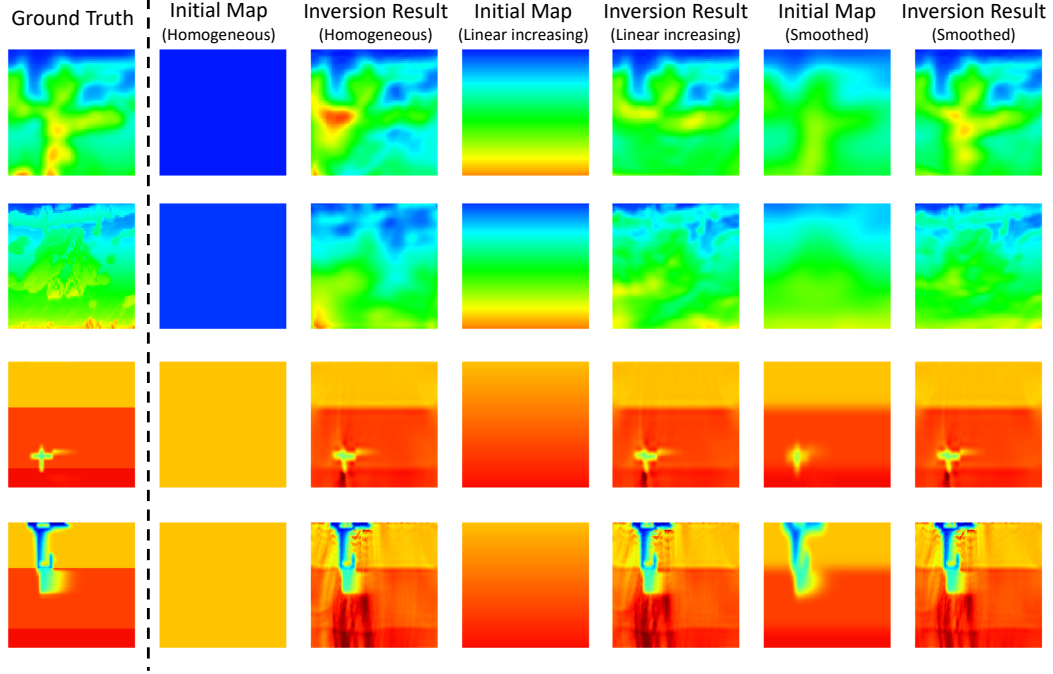 Ground Truth
Initial Map
(Homogeneous)
Inversion Result
(Homogeneous)
Initial Map
(Linear increasing)
Inversion Result
(Linear increasing)
Initial Map
(Smoothed)
Inversion Result
(Smoothed)